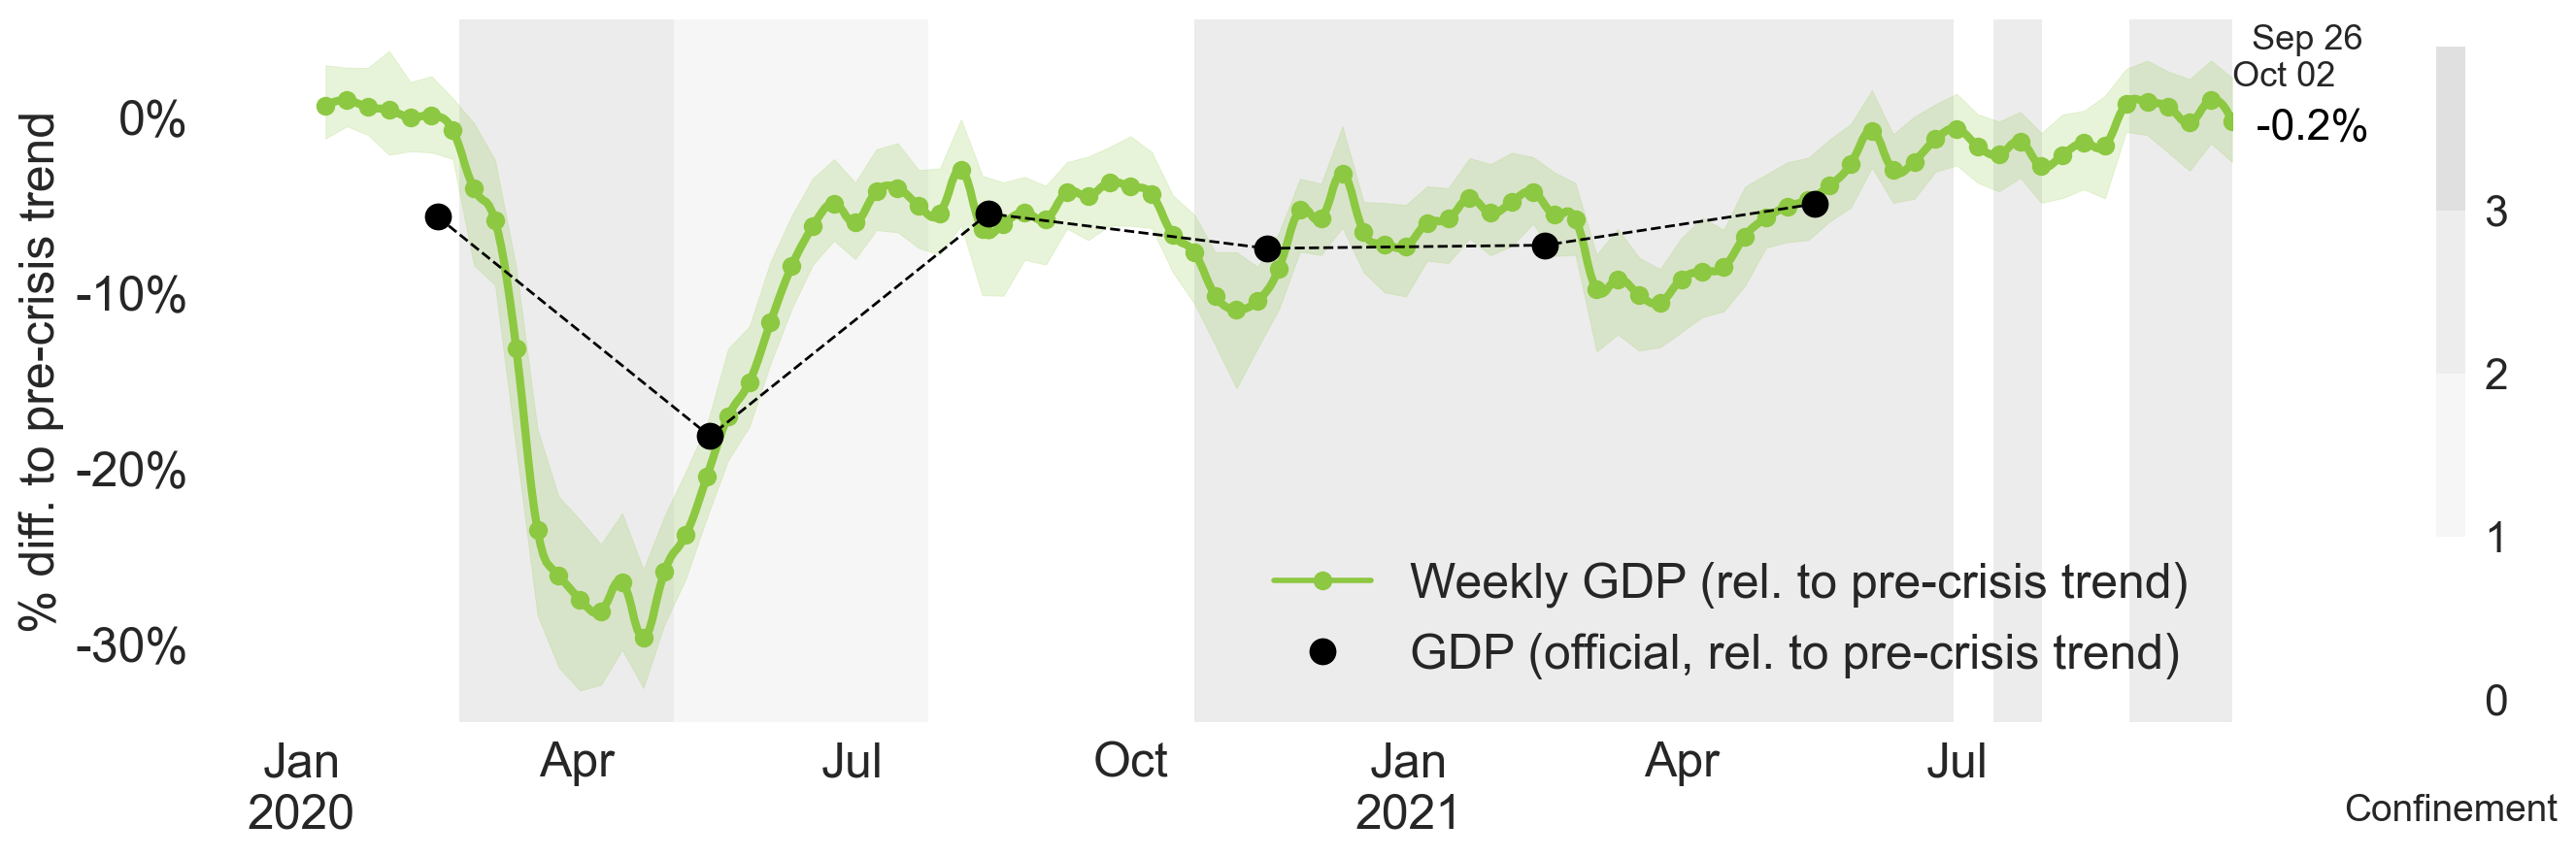 % diff. to pre-crisis trend
0%
-10%
-20%
-30%
Sep 26
Oct 02
-0.2%
Weekly GDP (rel. to pre-crisis trend)
GDP (official, rel. to pre-crisis trend)
Jan
2020
Apr
Jul
Oct
Jan
2021
Apr
Jul
3
2
1
0
Confinement